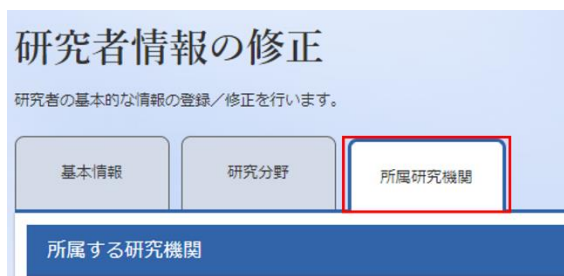 研究者情報の修正
研究者の基本的な情報の登録／修正を行います。
基本情報
研究分野
所属研究機関
所属する研究機関